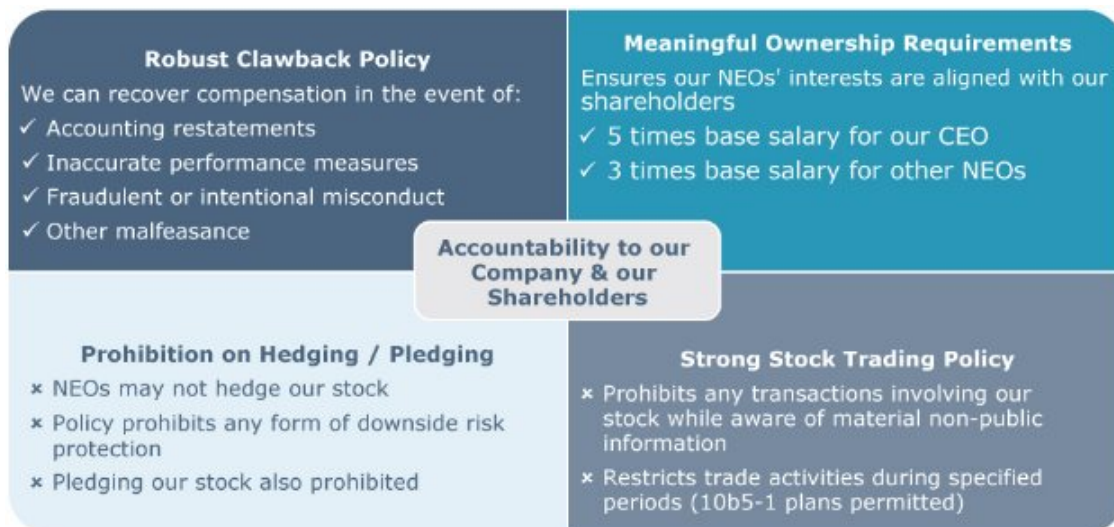 Robust Clawback Policy
We can recover compensation in the event of:
✓ Accounting restatements
✓ Inaccurate performance measures
✓ Fraudulent or intentional misconduct
✓ Other malfeasance
Meaningful Ownership Requirements
Ensures our NEOs' interests are aligned with our
shareholders
✓ 5 times base salary for our CEO
✓ 3 times base salary for other NEOs
Accountability to our
Company & our
Shareholders
Prohibition on Hedging / Pledging
× NEOs may not hedge our stock
× Policy prohibits any form of downside risk
protection
× Pledging our stock also prohibited
Strong Stock Trading Policy
× Prohibits any transactions involving our
stock while aware of material non-public
information
× Restricts trade activities during specified
periods (10b5-1 plans permitted)